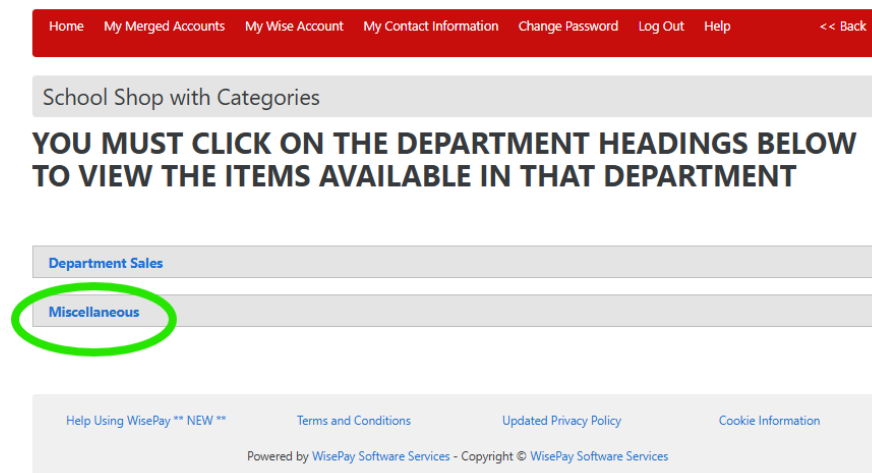 Home My Merged Accounts My Wise Account My Contact Information Change Password Log Out Help << Back
School Shop with Categories
YOU MUST CLICK ON THE DEPARTMENT HEADINGS BELOW
TO VIEW THE ITEMS AVAILABLE IN THAT DEPARTMENT
Department Sales
Miscellaneous
Help Using WisePay ** NEW ** Terms and Conditions Updated Privacy Policy Cookie Information
Powered by WisePay Software Services - Copyright © WisePay Software Services